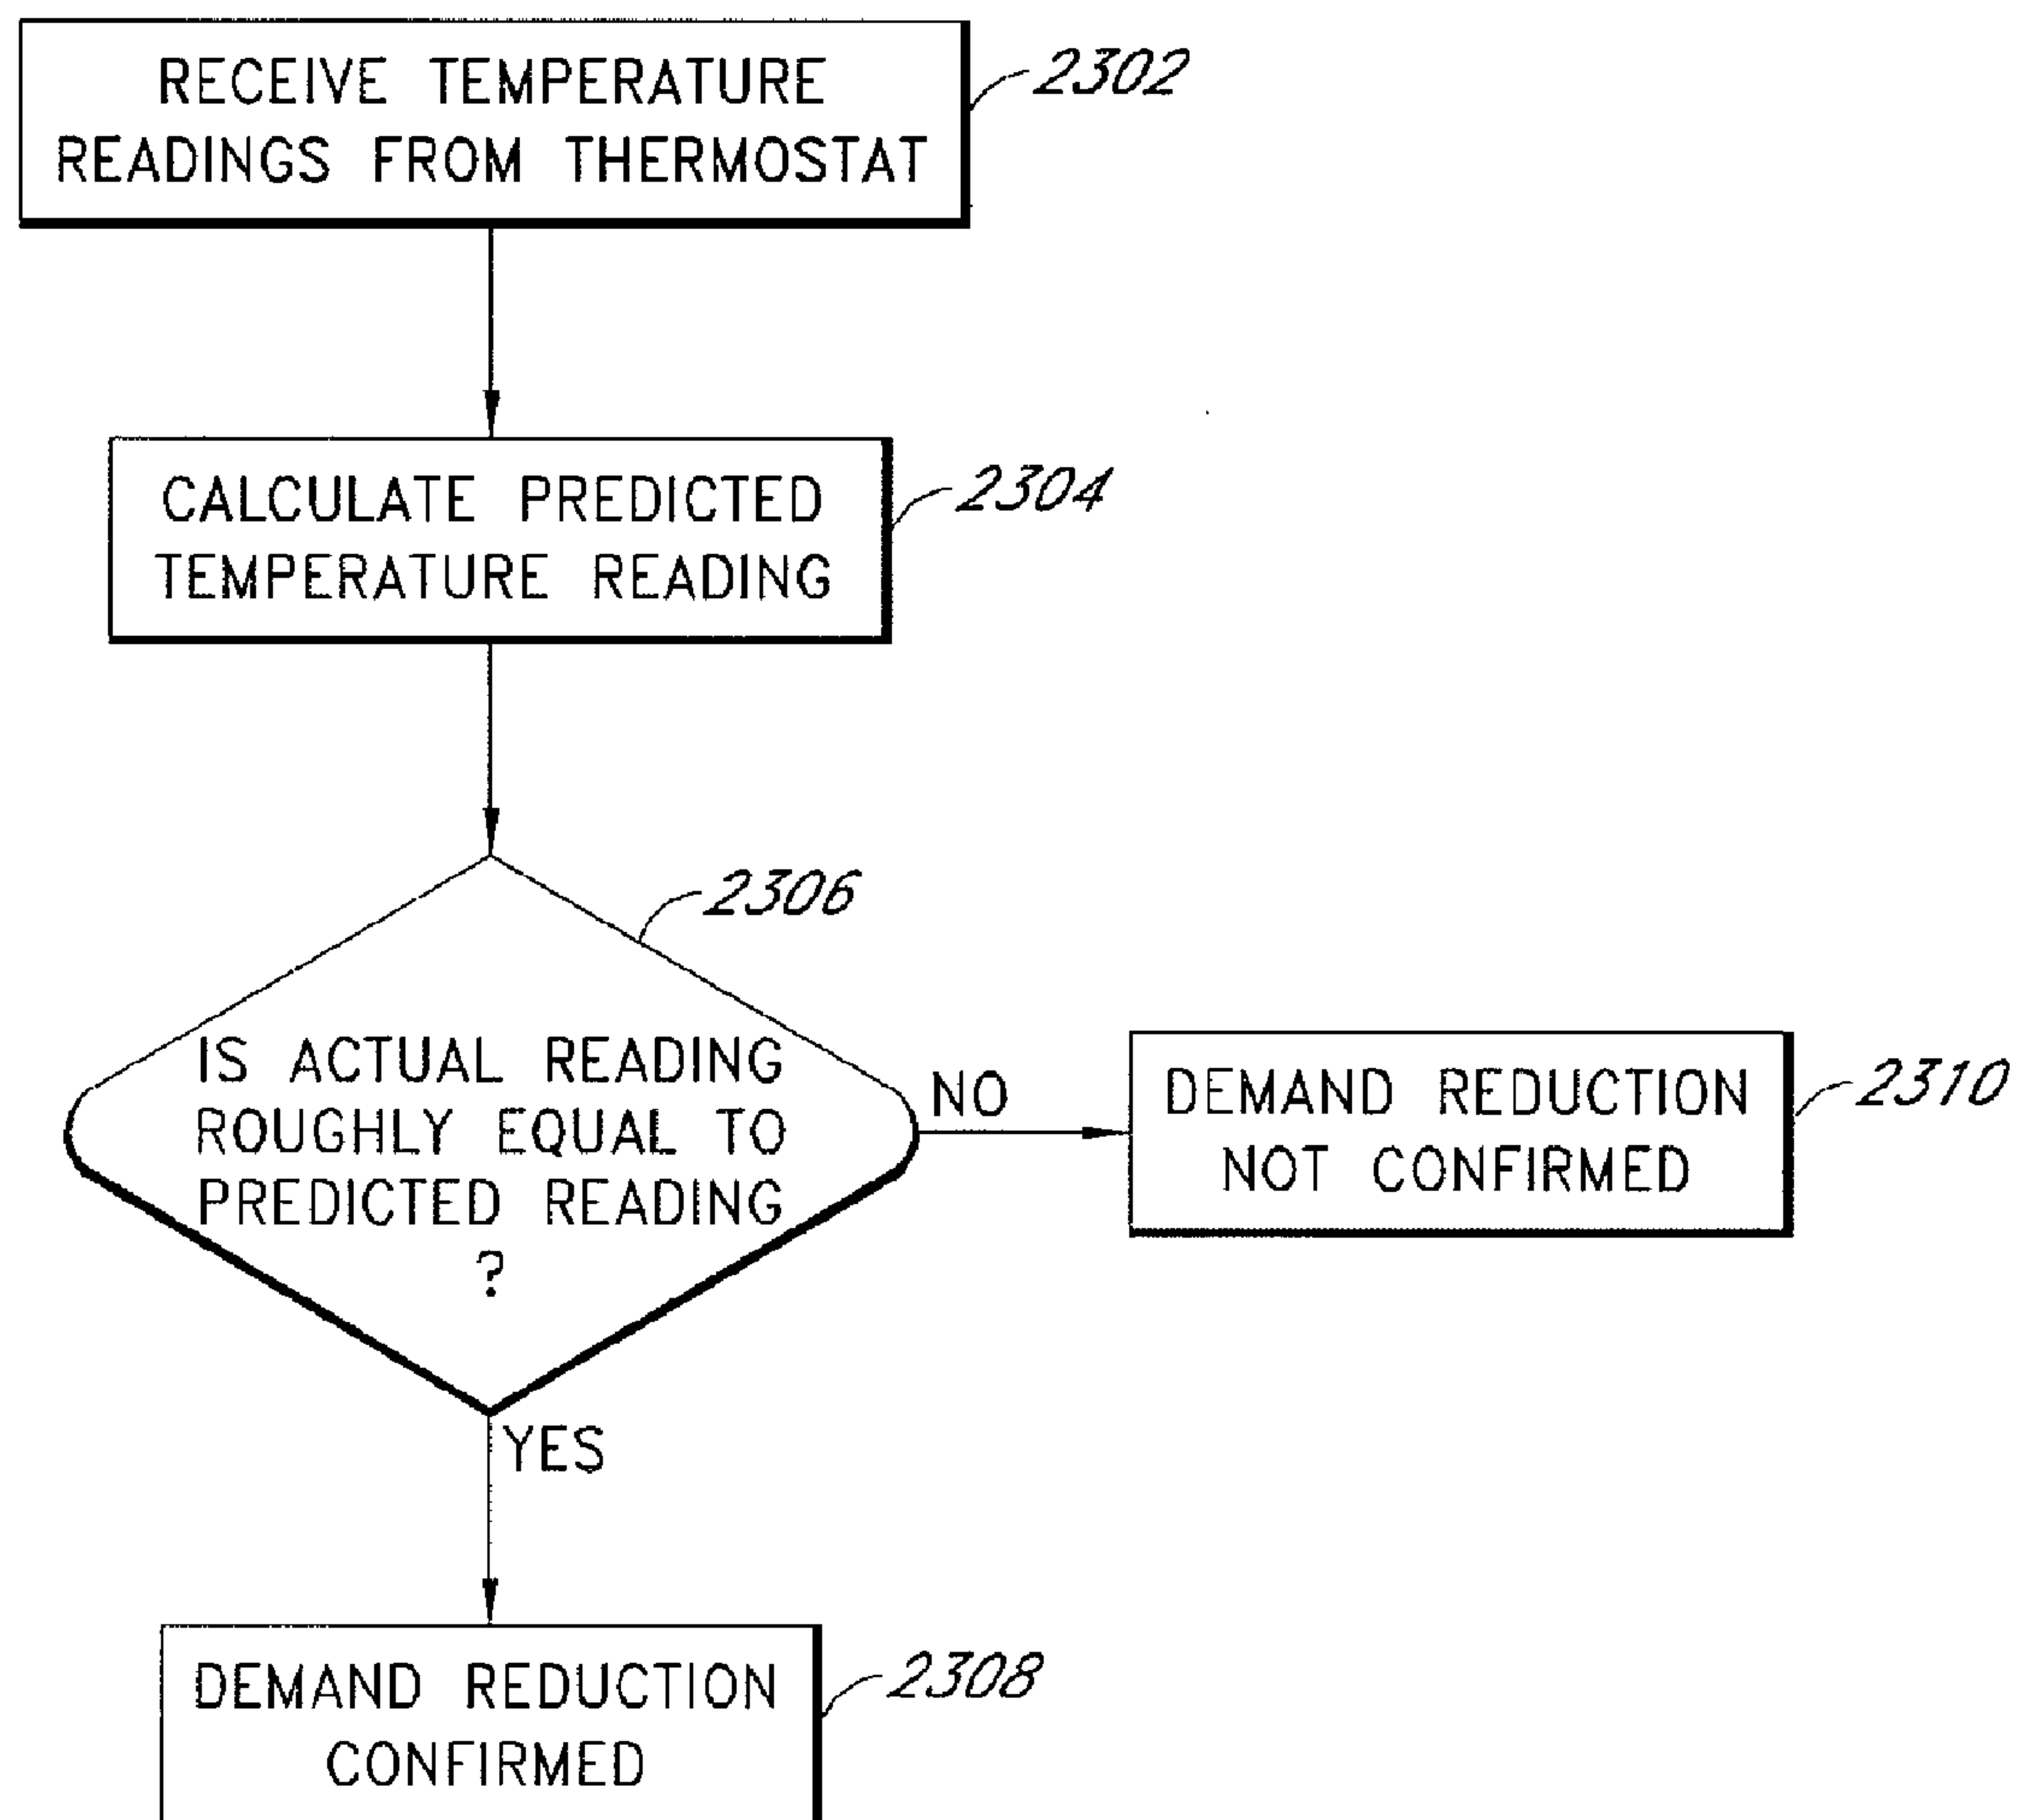 RECEIVE TEMPERATURE
READINGS FROM THERMOSTAT
2302
CALCULATE PREDICTED
TEMPERATURE READING
2304
2306
IS ACTUAL READING
ROUGHLY EQUAL TO
PREDICTED READING
?
NO
DEMAND REDUCTION
NOT CONFIRMED
2310
YES
DEMAND REDUCTION
CONFIRMED
2308